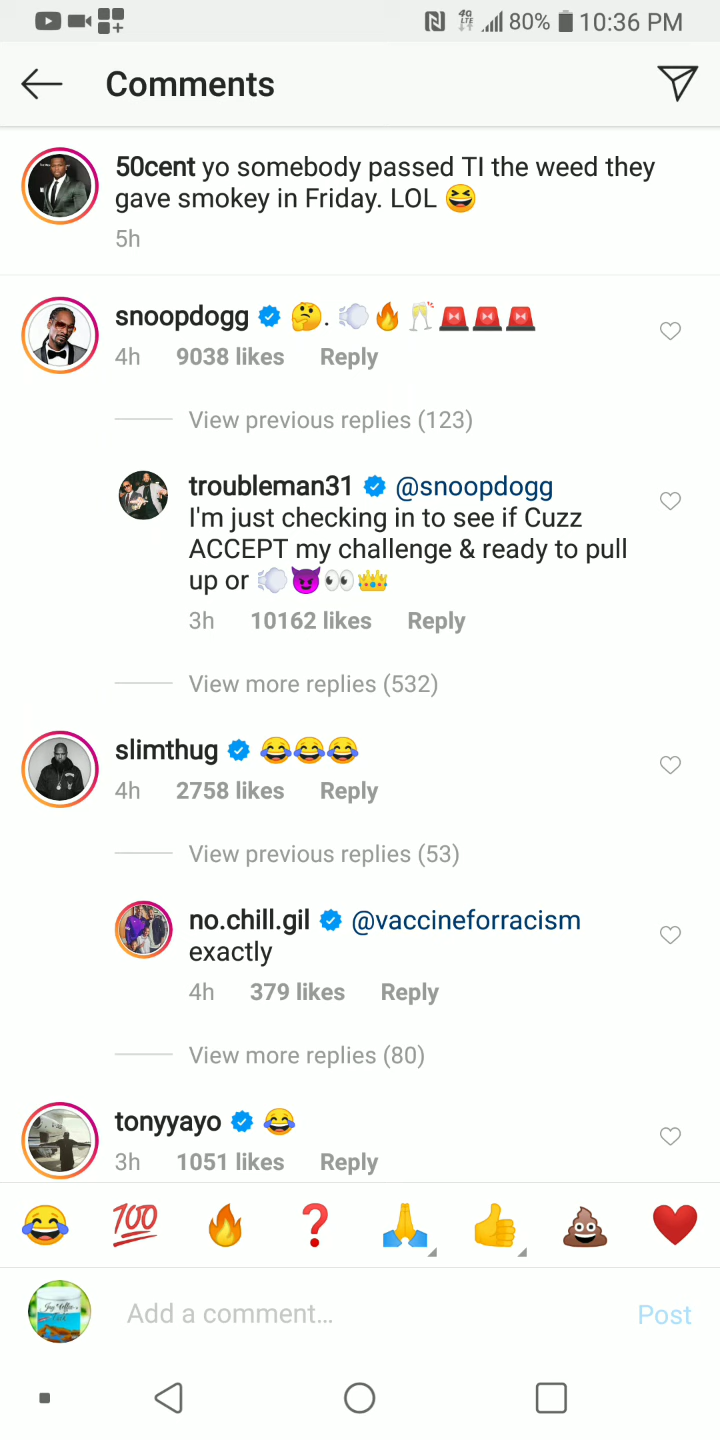 80% 10:36 PM
Comments
50cent yo somebody passed TI the weed they
gave smokey in Friday. LOL 😆
5h
snoopdogg 🤔. 💨🔥🥂🚨🚨🚨
4h 9038 likes Reply
View previous replies (123)
troubleman31 @snoopdogg
I'm just checking in to see if Cuzz
ACCEPT my challenge & ready to pull
up or 💨😈👀👑
3h 10162 likes Reply
View more replies (532)
slimthug 😂😂😂
4h 2758 likes Reply
View previous replies (53)
no.chill.gil @vaccineforracism
exactly
4h 379 likes Reply
View more replies (80)
tonyyayo 😂
3h 1051 likes Reply
😂 💯 🔥 ❓ 🙏 👍 💩 ❤️
Add a comment... Post